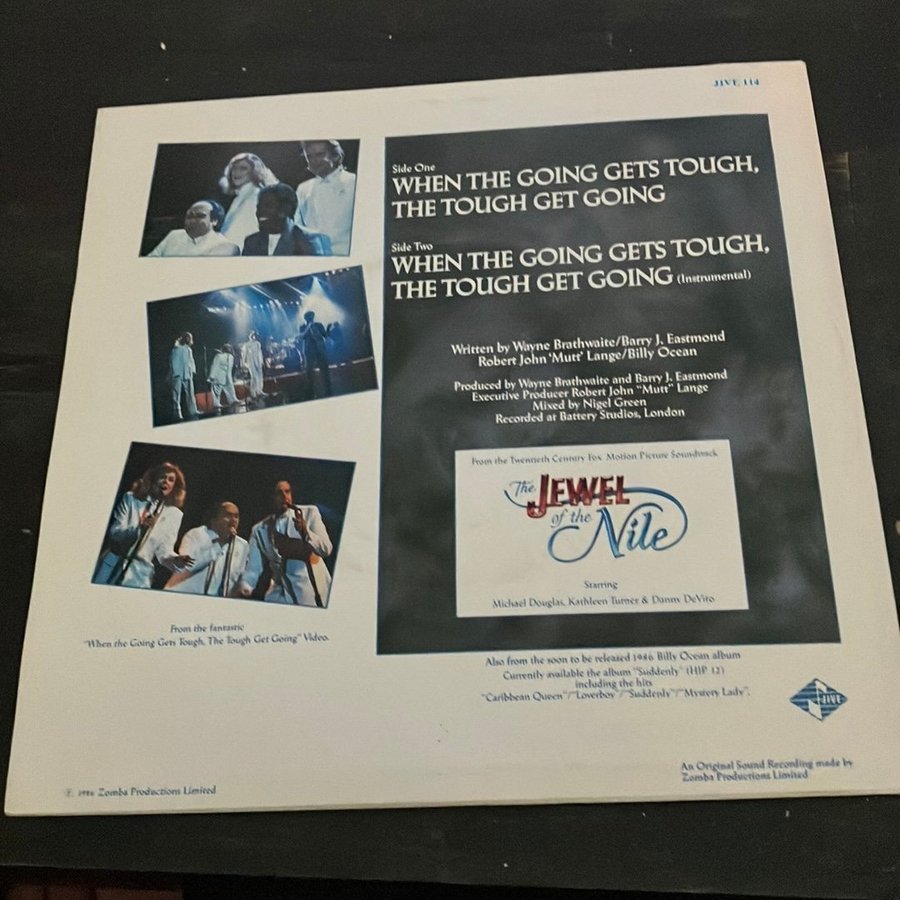 JIVE 114
Side One
WHEN THE GOING GETS TOUGH,
THE TOUGH GET GOING
Side Two
WHEN THE GOING GETS TOUGH,
THE TOUGH GET GOING (Instrumental)
Written by Wayne Brathwaite/Barry J. Eastmond
Robert John 'Mutt' Lange/Billy Ocean
Produced by Wayne Brathwaite and Barry J. Eastmond
Executive Producer Robert John "Mutt" Lange
Mixed by Nigel Green
Recorded at Battery Studios, London
From the Twentieth Century Fox Motion Picture Soundtrack
The JEWEL
of the Nile
Starring
Michael Douglas, Kathleen Turner & Danny DeVito
From the fantastic
"When the Going Gets Tough, The Tough Get Going" Video.
Also from the soon to be released 1986 Billy Ocean album
Currently available the album "Suddenly" (HIP 12)
including the hits
"Caribbean Queen"/"Loverboy"/"Suddenly"/"Mystery Lady".
JIVE
An Original Sound Recording made by
Zomba Productions Limited
℗ 1986 Zomba Productions Limited